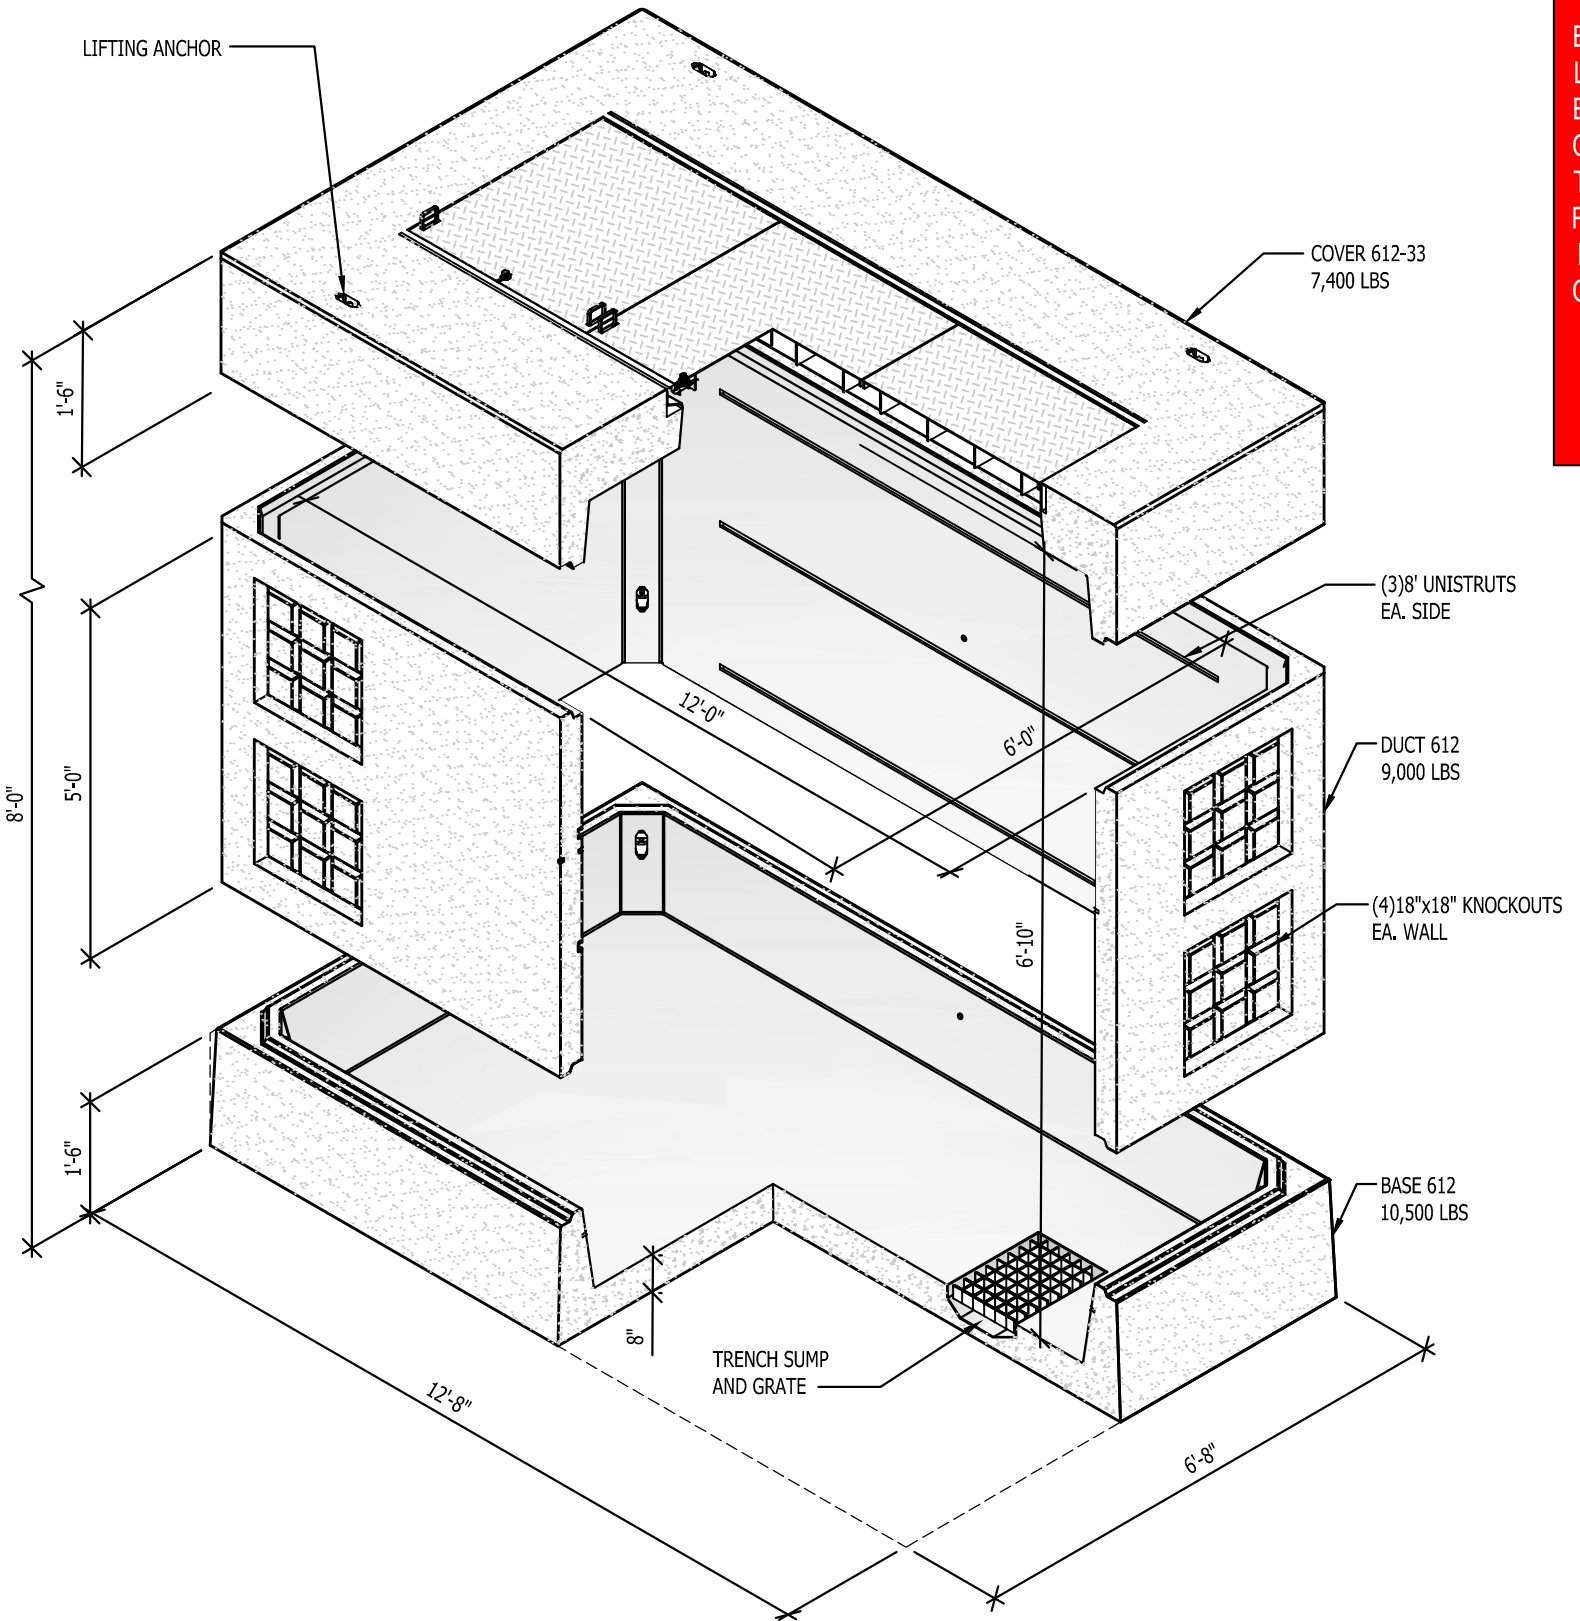 LIFTING ANCHOR
COVER 612-33
7,400 LBS
1'-6"
8'-0"
(3)8' UNISTRUTS
EA. SIDE
12'-0"
6'-0"
DUCT 612
9,000 LBS
5'-0"
(4)18"x18" KNOCKOUTS
EA. WALL
6'-10"
1'-6"
BASE 612
10,500 LBS
8"
TRENCH SUMP
AND GRATE
12'-8"
6'-8"